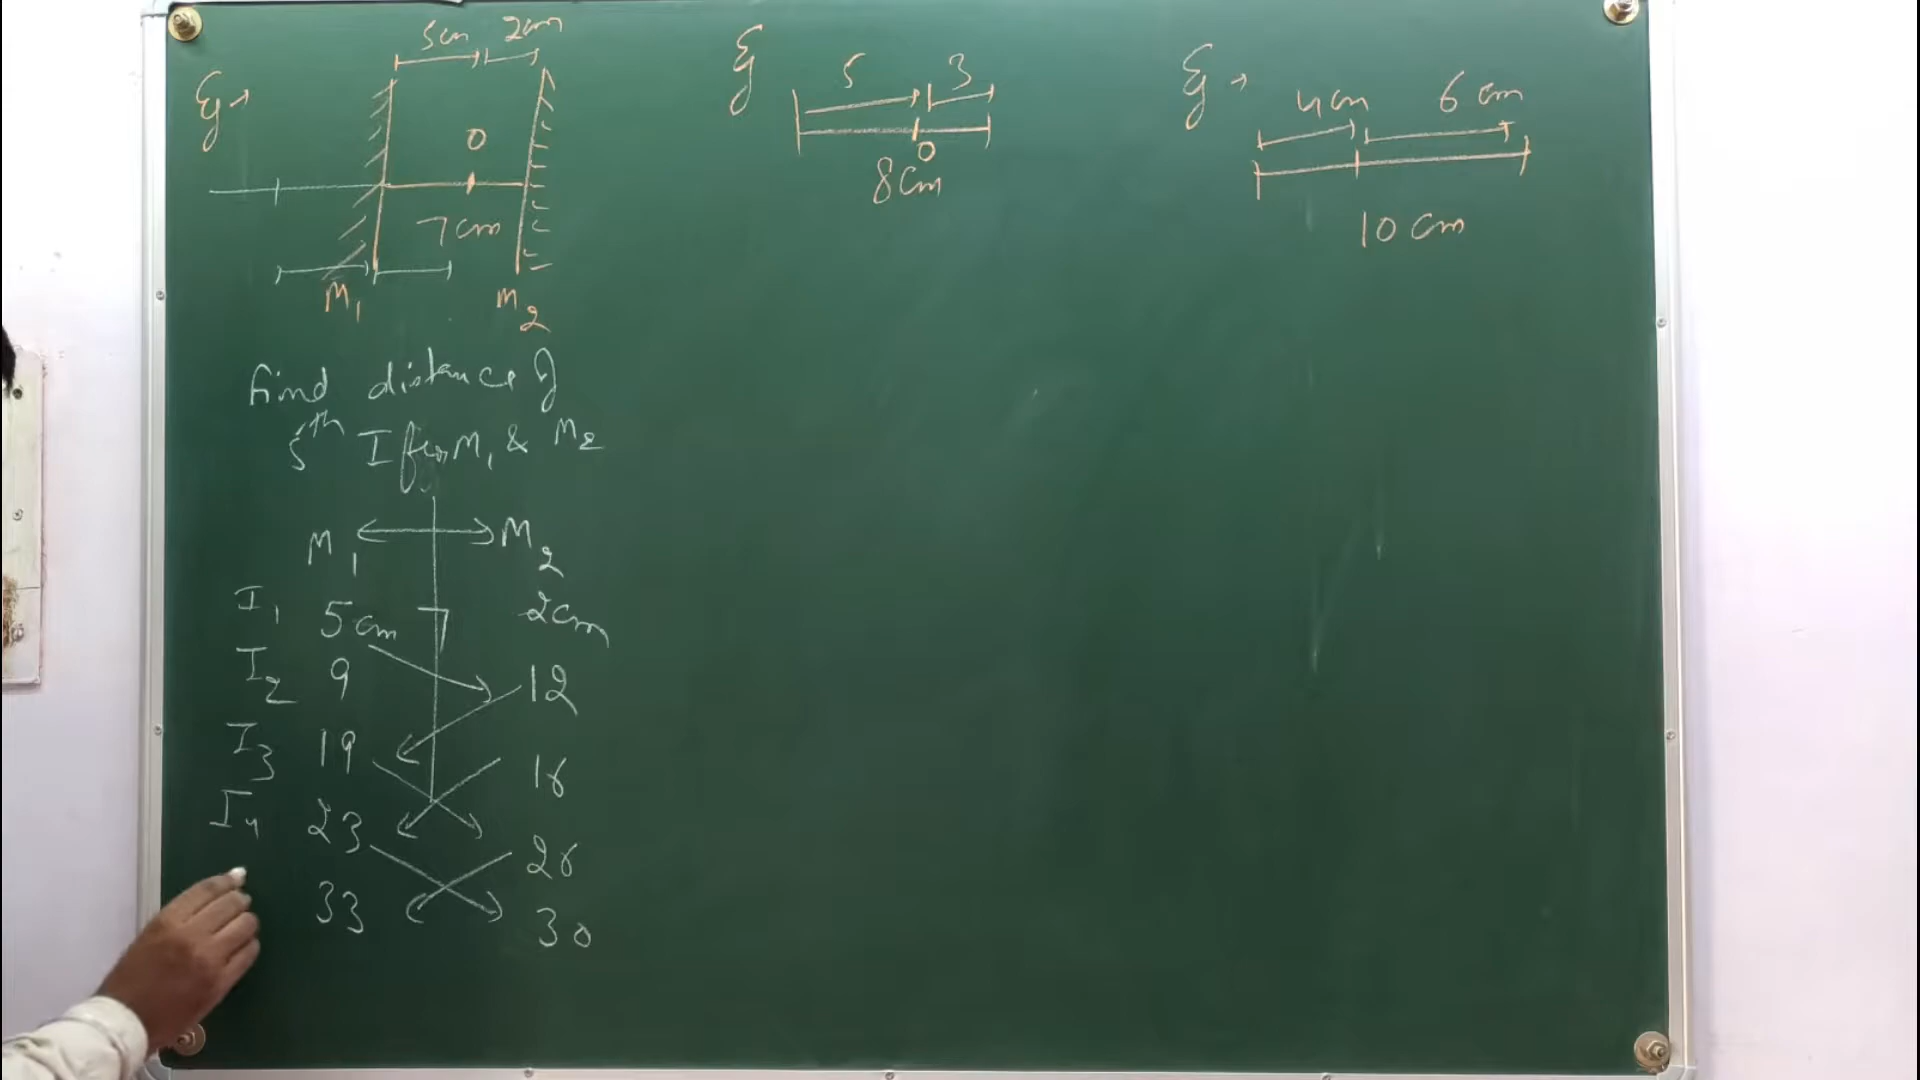 Eg →
5cm 2cm
O
7cm
M1 M2
find distance of
5th I from M1 & M2
M1 M2
I1 5cm 2cm
I2 9 12
I3 19 16
I4 23 26
33 30
Eg
5 3
O
8cm
Eg →
4cm 6cm
10 cm